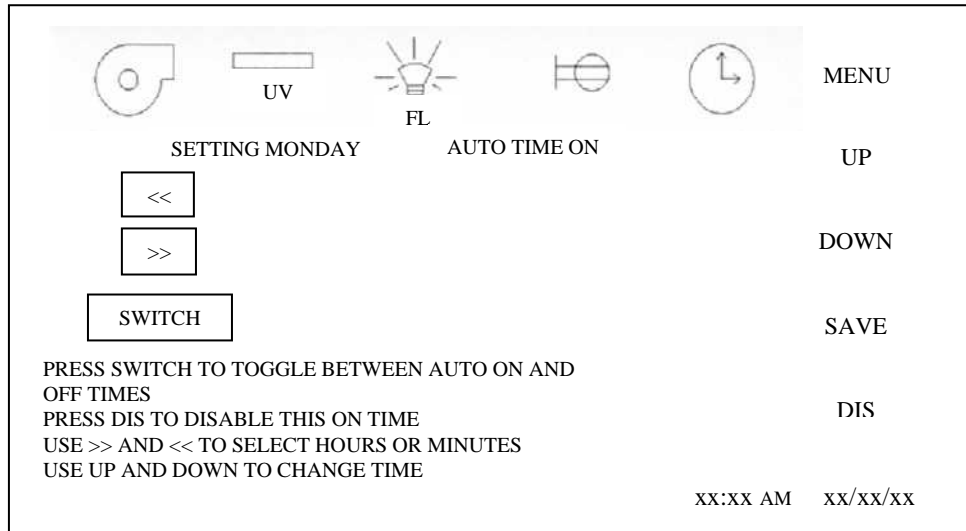 UV
FL
MENU
SETTING MONDAY AUTO TIME ON
UP
<<
>>
DOWN
SWITCH
SAVE
PRESS SWITCH TO TOGGLE BETWEEN AUTO ON AND
OFF TIMES
PRESS DIS TO DISABLE THIS ON TIME
USE >> AND << TO SELECT HOURS OR MINUTES
USE UP AND DOWN TO CHANGE TIME
DIS
xx:xx AM xx/xx/xx